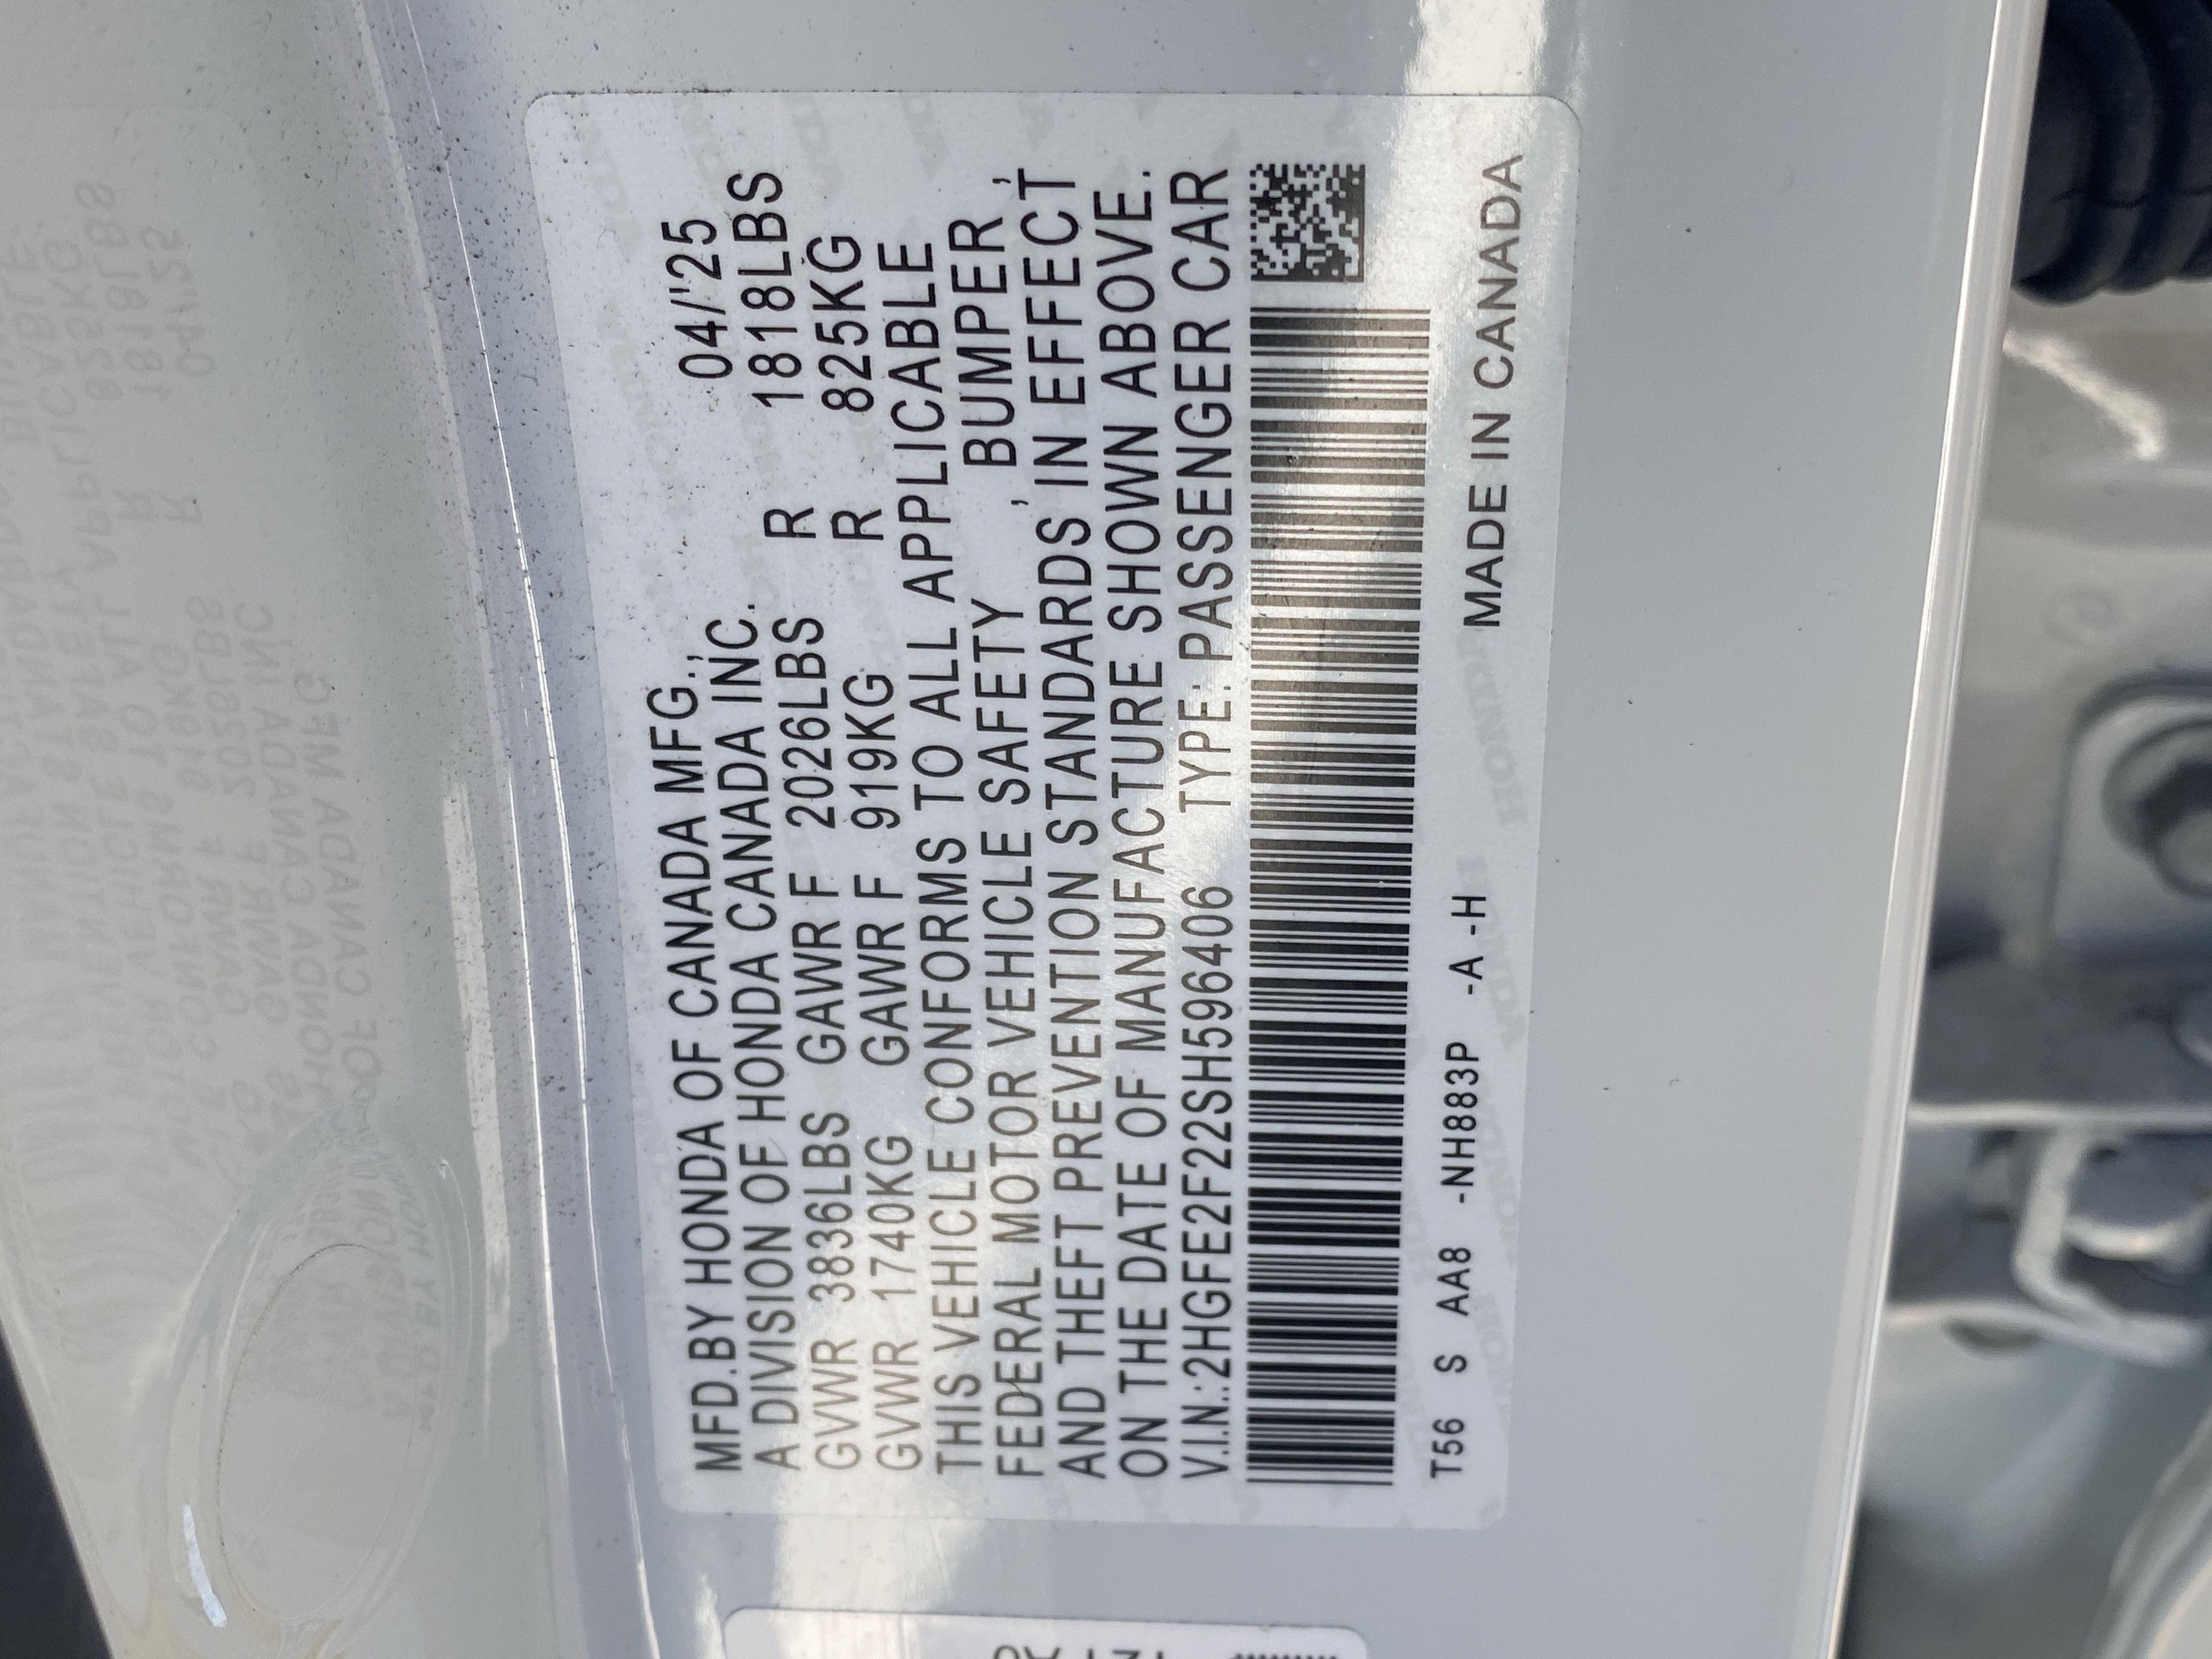 MFD.BY HONDA OF CANADA MFG., 04/'25
A DIVISION OF HONDA CANADA INC.
GVWR 3836LBS GAWR F 2026LBS R 1818LBS
GVWR 1740KG GAWR F 919KG R 825KG
THIS VEHICLE CONFORMS TO ALL APPLICABLE
FEDERAL MOTOR VEHICLE SAFETY , BUMPER ,
AND THEFT PREVENTION STANDARDS IN EFFECT
ON THE DATE OF MANUFACTURE SHOWN ABOVE.
V.I.N.:2HGFE2F22SH596406 TYPE: PASSENGER CAR
T56 S AA8 -NH883P -A -H MADE IN CANADA